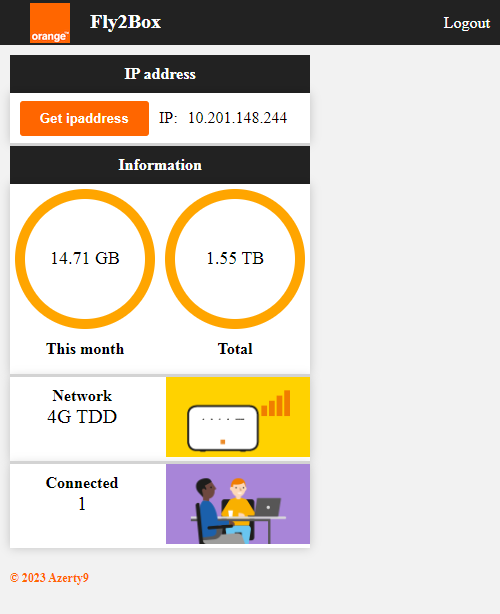 orange™
Fly2Box
Logout
IP address
Get ipaddress
IP: 10.201.148.244
Information
14.71 GB
1.55 TB
This month
Total
Network
4G TDD
Connected
1
© 2023 Azerty9